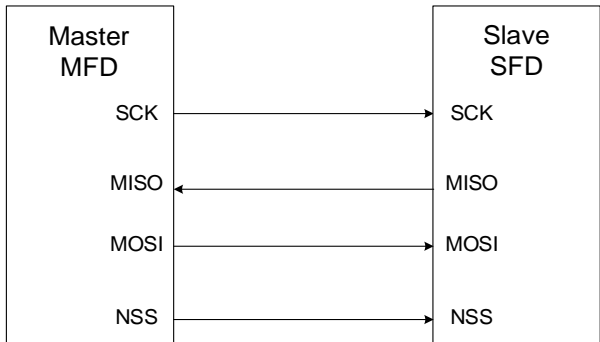 Master
MFD
SCK
MISO
MOSI
NSS
Slave
SFD
SCK
MISO
MOSI
NSS